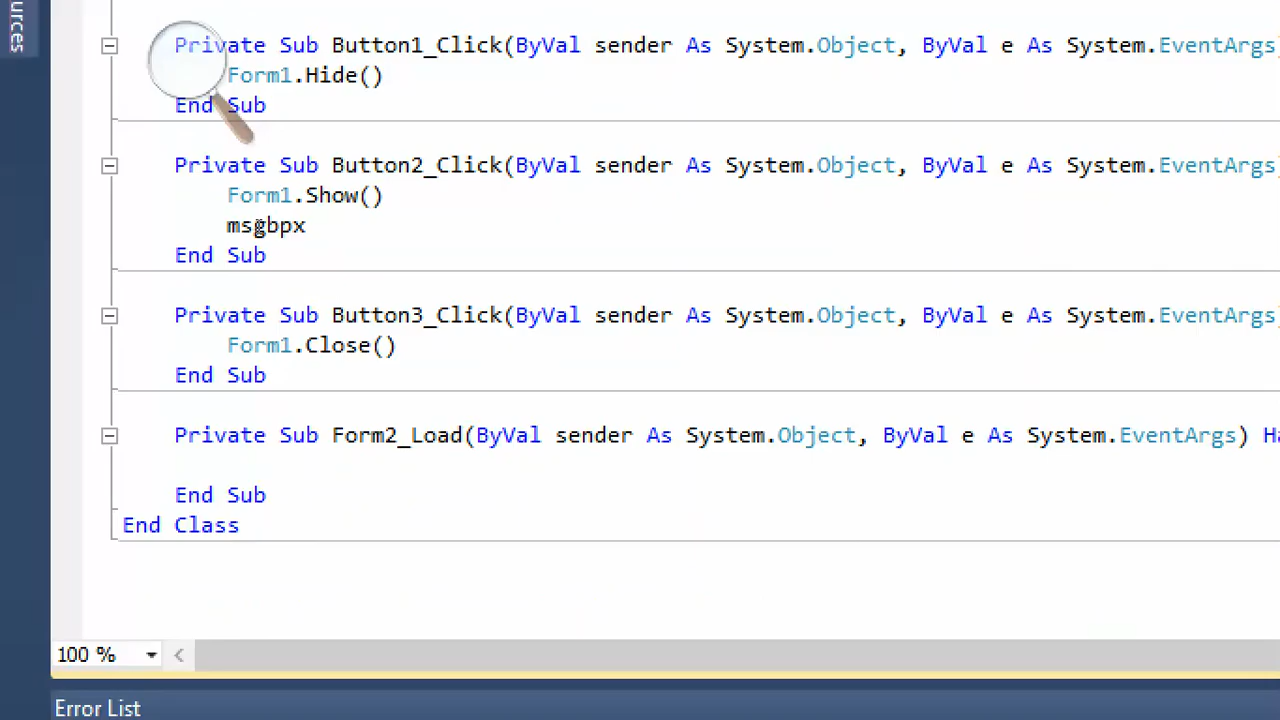 urces
Private Sub Button1_Click(ByVal sender As System.Object, ByVal e As System.EventArgs)
Form1.Hide()
End Sub
Private Sub Button2_Click(ByVal sender As System.Object, ByVal e As System.EventArgs)
Form1.Show()
msgbpx
End Sub
Private Sub Button3_Click(ByVal sender As System.Object, ByVal e As System.EventArgs)
Form1.Close()
End Sub
Private Sub Form2_Load(ByVal sender As System.Object, ByVal e As System.EventArgs) Ha
End Sub
End Class
100 %
Error List